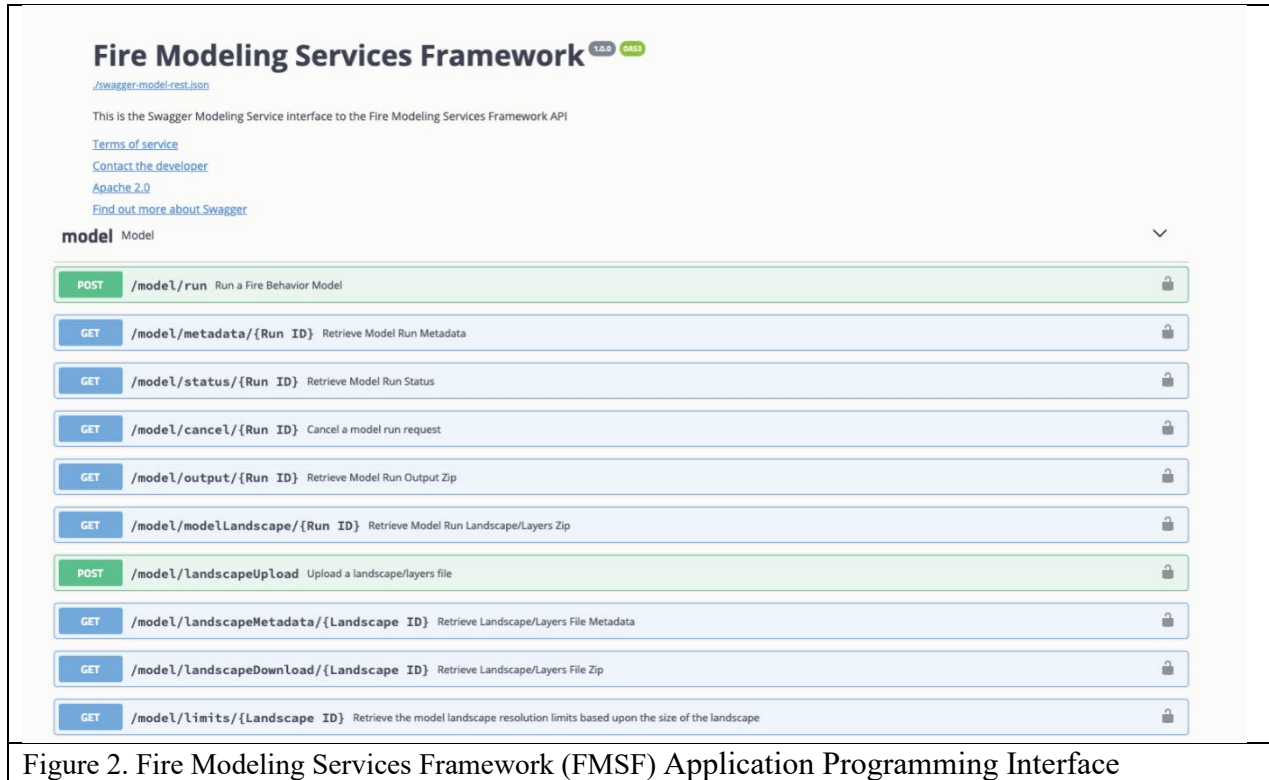 Fire Modeling Services Framework 1.0.0 OAS3
./swagger-model-rest.json
This is the Swagger Modeling Service interface to the Fire Modeling Services Framework API
Terms of service
Contact the developer
Apache 2.0
Find out more about Swagger
model Model
POST /model/run Run a Fire Behavior Model
GET /model/metadata/{Run ID} Retrieve Model Run Metadata
GET /model/status/{Run ID} Retrieve Model Run Status
GET /model/cancel/{Run ID} Cancel a model run request
GET /model/output/{Run ID} Retrieve Model Run Output Zip
GET /model/modelLandscape/{Run ID} Retrieve Model Run Landscape/Layers Zip
POST /model/landscapeUpload Upload a landscape/layers file
GET /model/landscapeMetadata/{Landscape ID} Retrieve Landscape/Layers File Metadata
GET /model/landscapeDownload/{Landscape ID} Retrieve Landscape/Layers File Zip
GET /model/limits/{Landscape ID} Retrieve the model landscape resolution limits based upon the size of the landscape
Figure 2. Fire Modeling Services Framework (FMSF) Application Programming Interface